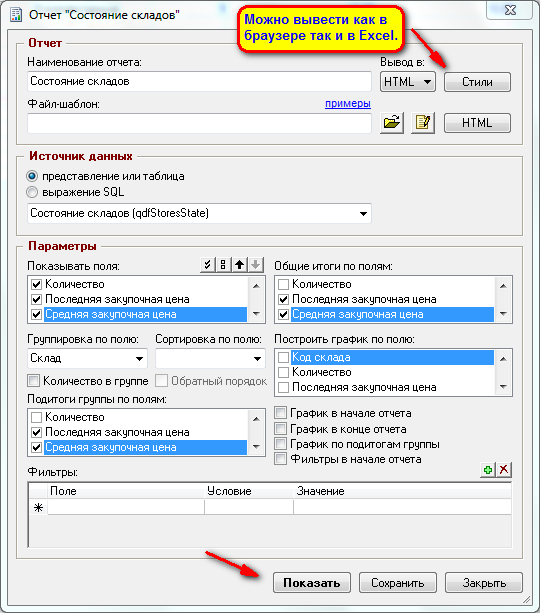 Отчет "Состояние складов"
Можно вывести как в
браузере так и в Excel.
Отчет
Наименование отчета:
Вывод в:
Состояние складов
HTML
Стили
Файл-шаблон:
примеры
HTML
Источник данных
представление или таблица
выражение SQL
Состояние складов (qdfStoresState)
Параметры
Показывать поля:
Количество
Последняя закупочная цена
Средняя закупочная цена
Общие итоги по полям:
Количество
Последняя закупочная цена
Средняя закупочная цена
Группировка по полю:
Сортировка по полю:
Склад
Количество в группе
Обратный порядок
Построить график по полю:
Код склада
Количество
Последняя закупочная цена
Подитоги группы по полям:
Количество
Последняя закупочная цена
Средняя закупочная цена
График в начале отчета
График в конце отчета
График по подитогам группы
Фильтры в начале отчета
Фильтры:
Поле Условие Значение
Показать
Сохранить
Закрыть